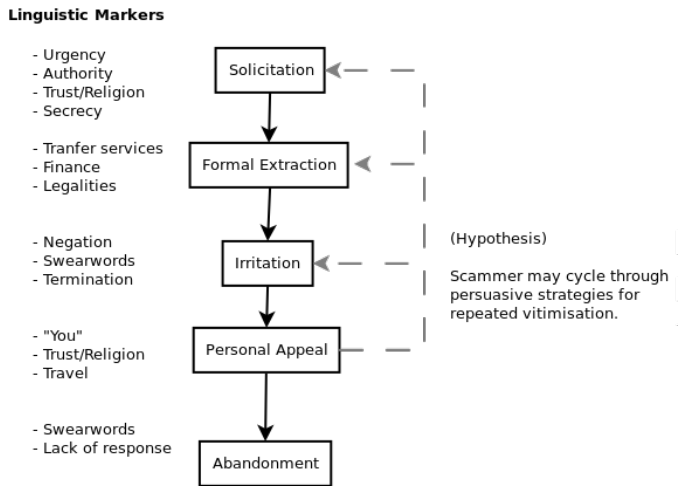 Linguistic Markers
- Urgency
- Authority
- Trust/Religion
- Secrecy
Solicitation
- Tranfer services
- Finance
- Legalities
Formal Extraction
- Negation
- Swearwords
- Termination
Irritation
(Hypothesis)
Scammer may cycle through
persuasive strategies for
repeated vitimisation.
- "You"
- Trust/Religion
- Travel
Personal Appeal
- Swearwords
- Lack of response
Abandonment